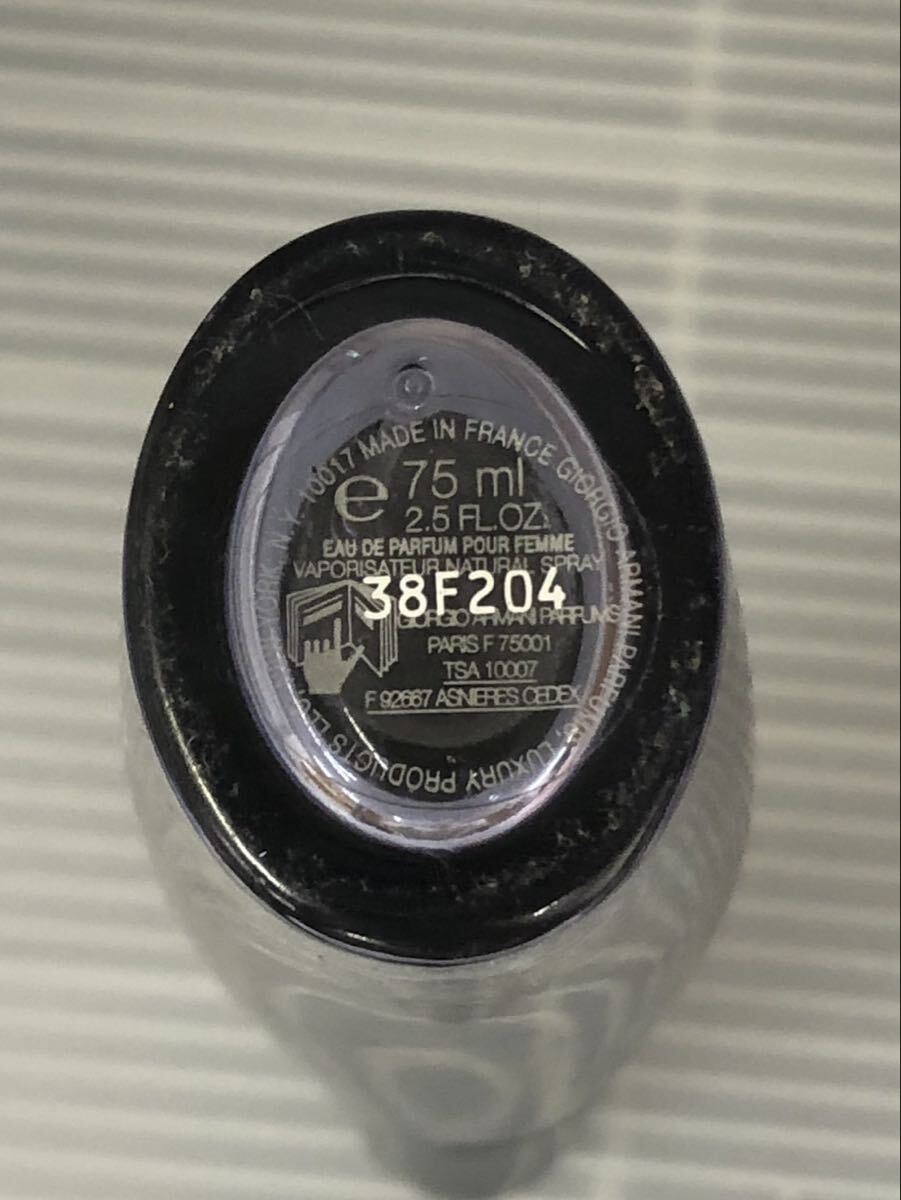 MADE IN FRANCE GIORGIO ARMANI PARFUMS, LUXURY PRODUCTS N.Y. 10017
e 75 ml
2.5 FL.OZ.
EAU DE PARFUM POUR FEMME
VAPORISATEUR NATURAL SPRAY
38F204
GIORGIO ARMANI PARFUMS
PARIS F 75001
TSA 10007
F 92667 ASNIERES CEDEX